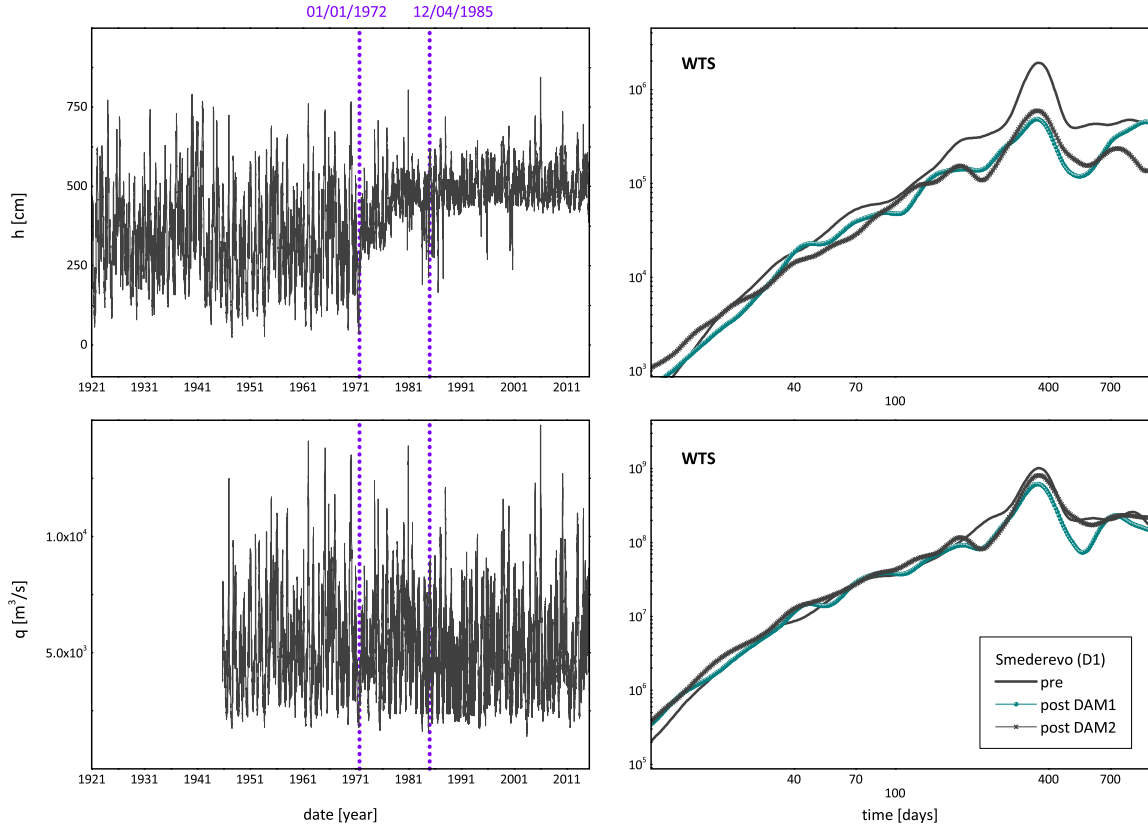 01/01/1972 12/04/1985
h [cm]
750
500
250
0
1921 1931 1941 1951 1961 1971 1981 1991 2001 2011
WTS
10^6
10^5
10^4
10^3
40 70 400 700
100
q [m^3/s]
1.0x10^4
5.0x10^3
1921 1931 1941 1951 1961 1971 1981 1991 2001 2011
date [year]
WTS
10^9
10^8
10^7
10^6
10^5
Smederevo (D1)
pre
post DAM1
post DAM2
40 70 400 700
100
time [days]